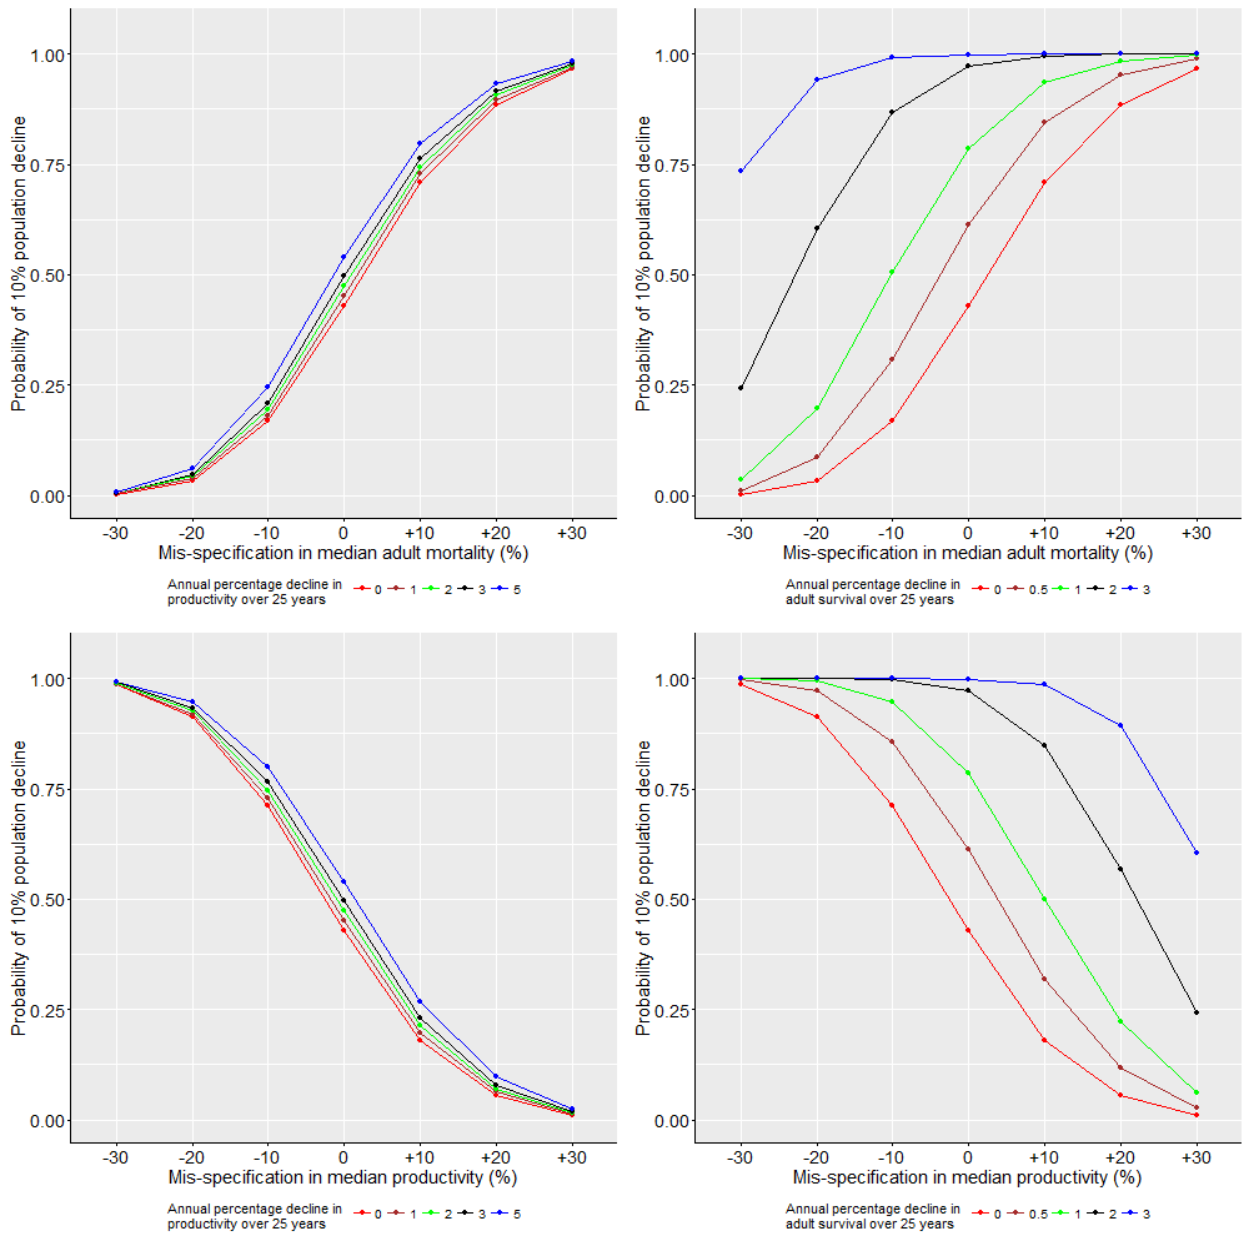 Probability of 10% population decline
1.00
0.75
0.50
0.25
0.00
-30 -20 -10 0 +10 +20 +30
Mis-specification in median adult mortality (%)
Annual percentage decline in
productivity over 25 years
0 1 2 3 5
Probability of 10% population decline
1.00
0.75
0.50
0.25
0.00
-30 -20 -10 0 +10 +20 +30
Mis-specification in median adult mortality (%)
Annual percentage decline in
adult survival over 25 years
0 0.5 1 2 3
Probability of 10% population decline
1.00
0.75
0.50
0.25
0.00
-30 -20 -10 0 +10 +20 +30
Mis-specification in median productivity (%)
Annual percentage decline in
productivity over 25 years
0 1 2 3 5
Probability of 10% population decline
1.00
0.75
0.50
0.25
0.00
-30 -20 -10 0 +10 +20 +30
Mis-specification in median productivity (%)
Annual percentage decline in
adult survival over 25 years
0 0.5 1 2 3